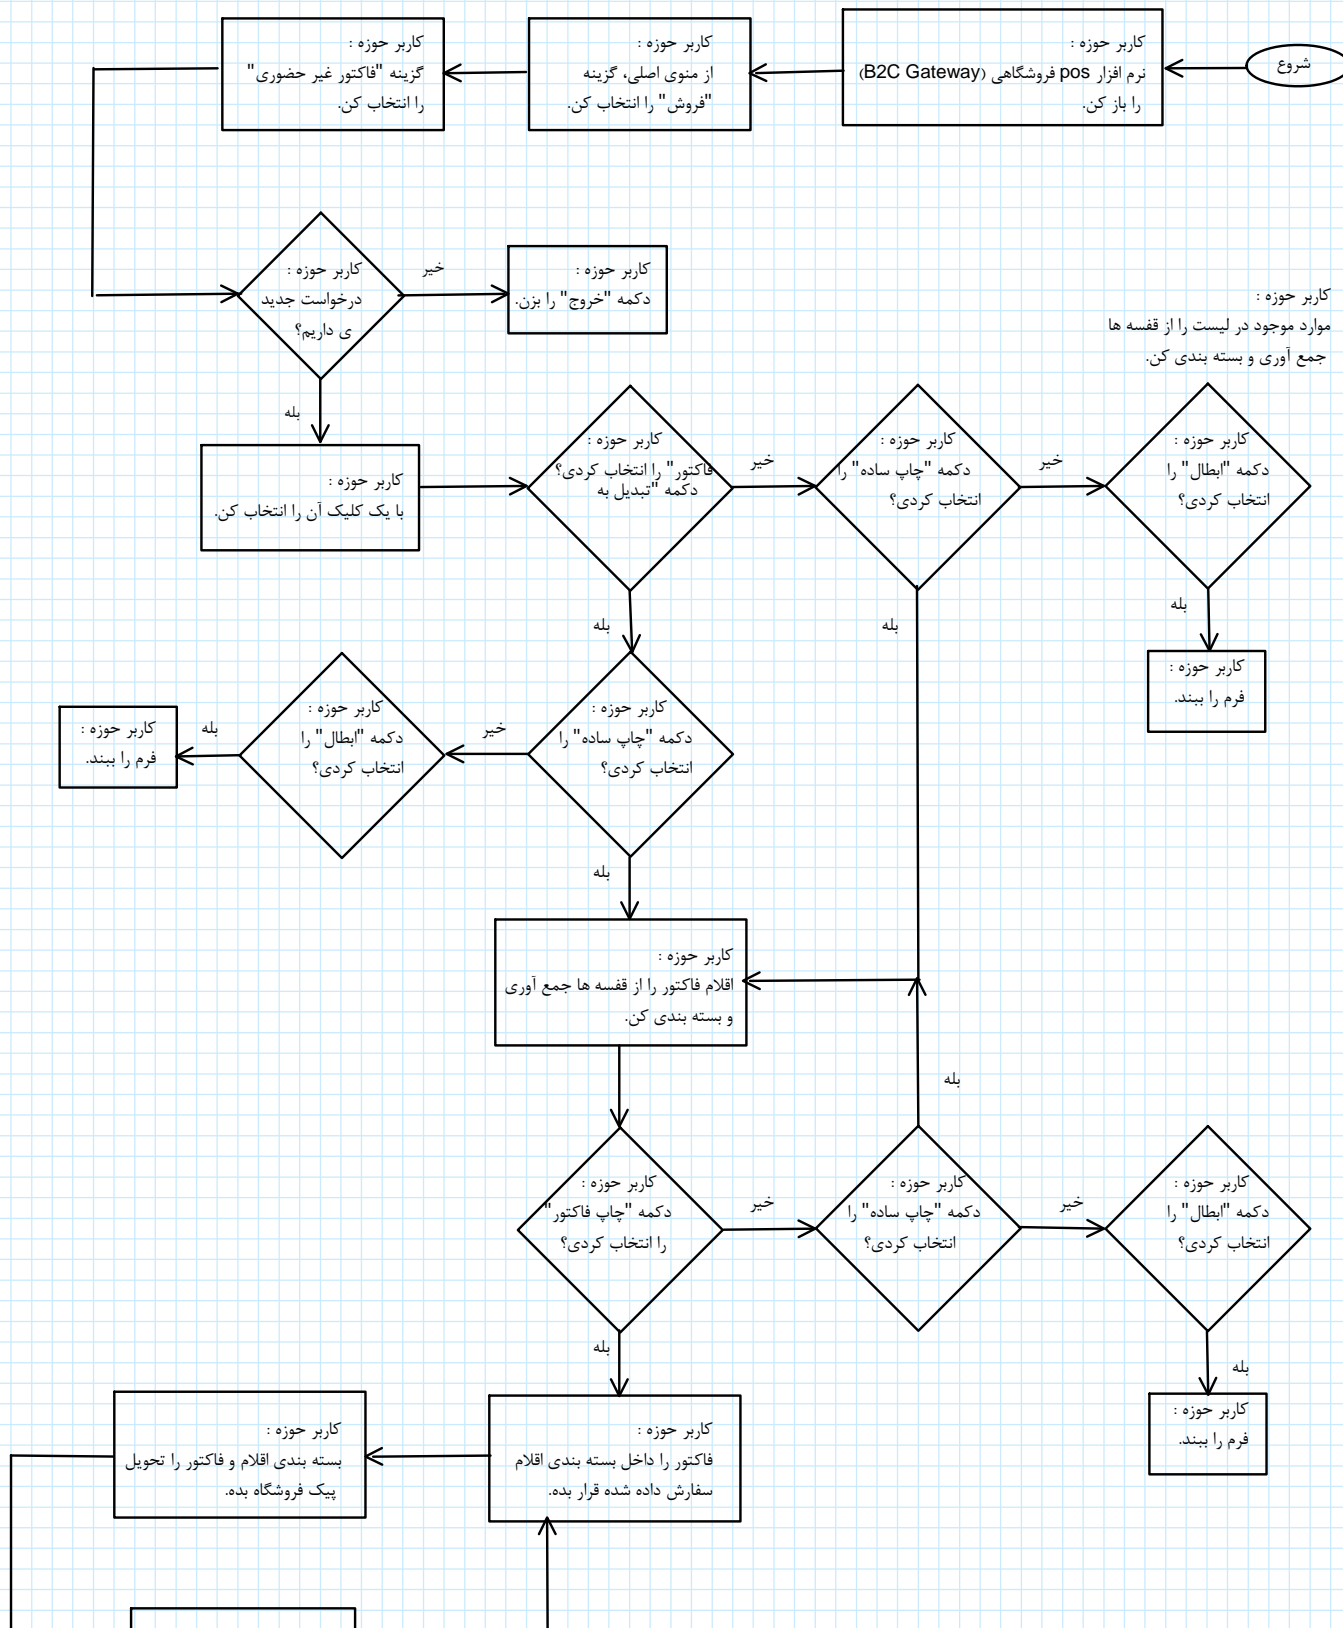 شروع
کاربر حوزه :
نرم افزار pos فروشگاهی (B2C Gateway)
را باز کن.
کاربر حوزه :
از منوی اصلی، گزینه
"فروش" را انتخاب کن.
کاربر حوزه :
گزینه "فاکتور غیر حضوری"
را انتخاب کن.
کاربر حوزه :
درخواست جدید
ی داریم؟
خیر
کاربر حوزه :
دکمه "خروج" را بزن.
کاربر حوزه :
موارد موجود در لیست را از قفسه ها
جمع آوری و بسته بندی کن.
بله
کاربر حوزه :
با یک کلیک آن را انتخاب کن.
کاربر حوزه :
فاکتور" را انتخاب کردی؟
دکمه "تبدیل به
خیر
کاربر حوزه :
دکمه "چاپ ساده" را
انتخاب کردی؟
خیر
کاربر حوزه :
دکمه "ابطال" را
انتخاب کردی؟
بله
بله
بله
کاربر حوزه :
فرم را ببند.
کاربر حوزه :
دکمه "چاپ ساده" را
انتخاب کردی؟
خیر
کاربر حوزه :
دکمه "ابطال" را
انتخاب کردی؟
بله
کاربر حوزه :
فرم را ببند.
بله
کاربر حوزه :
اقلام فاکتور را از قفسه ها جمع آوری
و بسته بندی کن.
بله
کاربر حوزه :
دکمه "چاپ فاکتور"
را انتخاب کردی؟
خیر
کاربر حوزه :
دکمه "چاپ ساده" را
انتخاب کردی؟
خیر
کاربر حوزه :
دکمه "ابطال" را
انتخاب کردی؟
بله
بله
کاربر حوزه :
فرم را ببند.
کاربر حوزه :
فاکتور را داخل بسته بندی اقلام
سفارش داده شده قرار بده.
کاربر حوزه :
بسته بندی اقلام و فاکتور را تحویل
پیک فروشگاه بده.